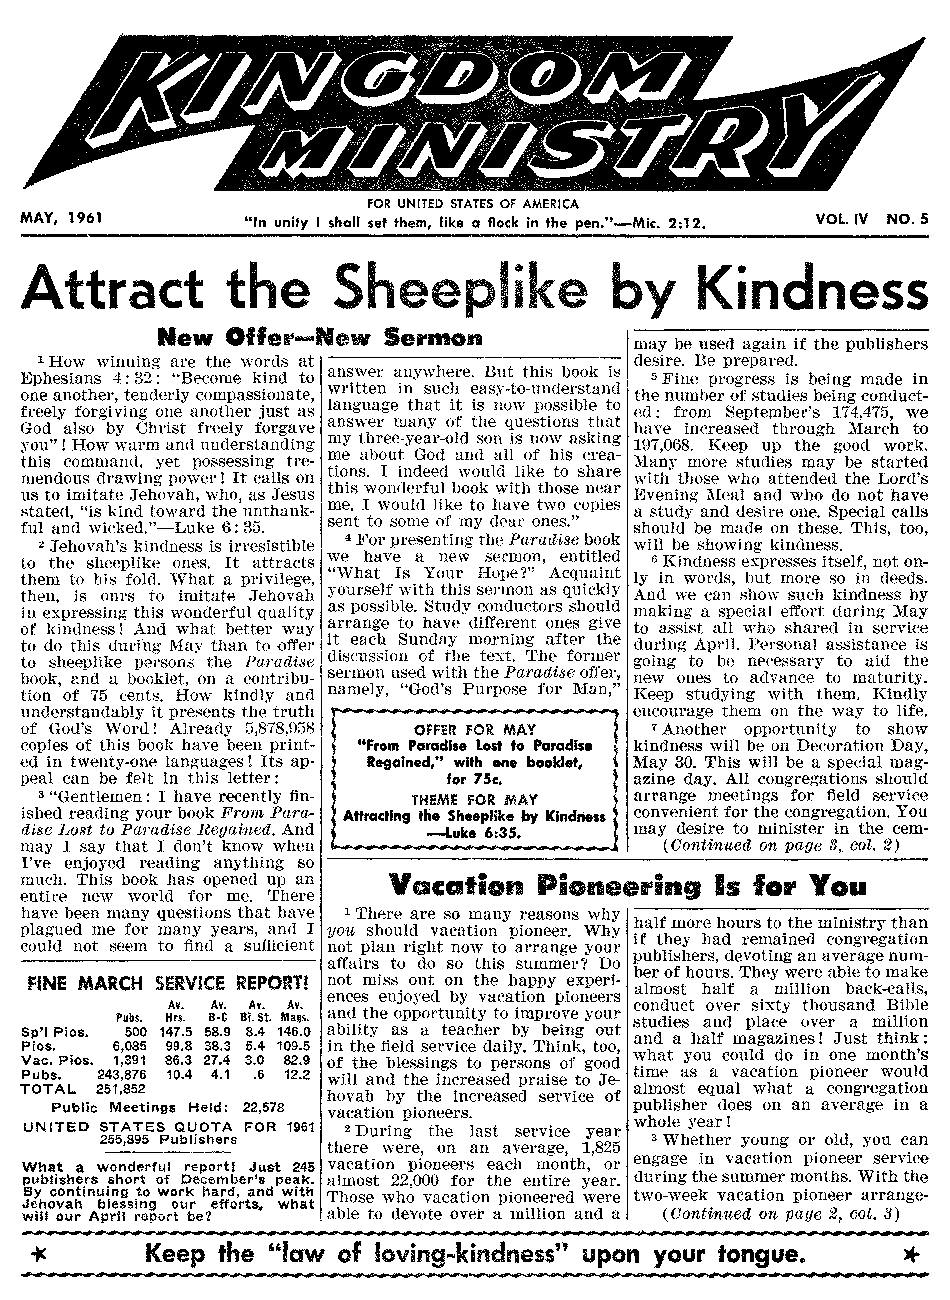 KINGDOM
MINISTRY
FOR UNITED STATES OF AMERICA
MAY, 1961
"In unity I shall set them, like a flock in the pen."—Mic. 2:12.
VOL. IV NO. 5
Attract the Sheeplike by Kindness
New Offer—New Sermon
1 How winning are the words at
Ephesians 4:32: "Become kind to
one another, tenderly compassionate,
freely forgiving one another just as
God also by Christ freely forgave
you"! How warm and understanding
this command, yet possessing tre-
mendous drawing power! It calls on
us to imitate Jehovah, who, as Jesus
stated, "is kind toward the unthank-
ful and wicked."—Luke 6:35.
2 Jehovah's kindness is irresistible
to the sheeplike ones. It attracts
them to his fold. What a privilege,
then, is ours to imitate Jehovah
in expressing this wonderful quality
of kindness! And what better way
to do this during May than to offer
to sheeplike persons the Paradise
book, and a booklet, on a contribu-
tion of 75 cents. How kindly and
understandably it presents the truth
of God's Word! Already 5,878,958
copies of this book have been print-
ed in twenty-one languages! Its ap-
peal can be felt in this letter:
3 "Gentlemen: I have recently fin-
ished reading your book From Para-
dise Lost to Paradise Regained. And
may I say that I don't know when
I've enjoyed reading anything so
much. This book has opened up an
entire new world for me. There
have been many questions that have
plagued me for many years, and I
could not seem to find a sufficient
answer anywhere. But this book is
written in such easy-to-understand
language that it is now possible to
answer many of the questions that
my three-year-old son is now asking
me about God and all of his crea-
tions. I indeed would like to share
this wonderful book with those near
me. I would like to have two copies
sent to some of my dear ones."
4 For presenting the Paradise book
we have a new sermon, entitled
"What Is Your Hope?" Acquaint
yourself with this sermon as quickly
as possible. Study conductors should
arrange to have different ones give
it each Sunday morning after the
discussion of the text. The former
sermon used with the Paradise offer,
namely, "God's Purpose for Man,"
may be used again if the publishers
desire. Be prepared.
5 Fine progress is being made in
the number of studies being conduct-
ed: from September's 174,475, we
have increased through March to
197,068. Keep up the good work.
Many more studies may be started
with those who attended the Lord's
Evening Meal and who do not have
a study and desire one. Special calls
should be made on these. This, too,
will be showing kindness.
6 Kindness expresses itself, not on-
ly in words, but more so in deeds.
And we can show such kindness by
making a special effort during May
to assist all who shared in service
during April. Personal assistance is
going to be necessary to aid the
new ones to advance to maturity.
Keep studying with them. Kindly
encourage them on the way to life.
7 Another opportunity to show
kindness will be on Decoration Day,
May 30. This will be a special mag-
azine day. All congregations should
arrange meetings for field service
convenient for the congregation. You
may desire to minister in the cem-
(Continued on page 3, col. 2)
OFFER FOR MAY
"From Paradise Lost to Paradise
Regained," with one booklet,
for 75c.
THEME FOR MAY
Attracting the Sheeplike by Kindness
—Luke 6:35.
FINE MARCH SERVICE REPORT!
Av. Av. Av. Av.
Pubs. Hrs. B-C Bi. St. Mags.
Sp'l Pios. 500 147.5 58.9 8.4 146.0
Pios. 6,085 99.8 38.3 5.4 109.5
Vac. Pios. 1,391 86.3 27.4 3.0 82.9
Pubs. 243,876 10.4 4.1 .6 12.2
TOTAL 251,852
Public Meetings Held: 22,578
UNITED STATES QUOTA FOR 1961
255,895 Publishers
What a wonderful report! Just 245
publishers short of December's peak.
By continuing to work hard, and with
Jehovah blessing our efforts, what
will our April report be?
Vacation Pioneering Is for You
1 There are so many reasons why
you should vacation pioneer. Why
not plan right now to arrange your
affairs to do so this summer? Do
not miss out on the happy experi-
ences enjoyed by vacation pioneers
and the opportunity to improve your
ability as a teacher by being out
in the field service daily. Think, too,
of the blessings to persons of good
will and the increased praise to Je-
hovah by the increased service of
vacation pioneers.
2 During the last service year
there were, on an average, 1,825
vacation pioneers each month, or
almost 22,000 for the entire year.
Those who vacation pioneered were
able to devote over a million and a
half more hours to the ministry than
if they had remained congregation
publishers, devoting an average num-
ber of hours. They were able to make
almost half a million back-calls,
conduct over sixty thousand Bible
studies and place over a million
and a half magazines! Just think:
what you could do in one month's
time as a vacation pioneer would
almost equal what a congregation
publisher does on an average in a
whole year!
3 Whether young or old, you can
engage in vacation pioneer service
during the summer months. With the
two-week vacation pioneer arrange-
(Continued on page 2, col. 3)
★ Keep the "law of loving-kindness" upon your tongue. ★